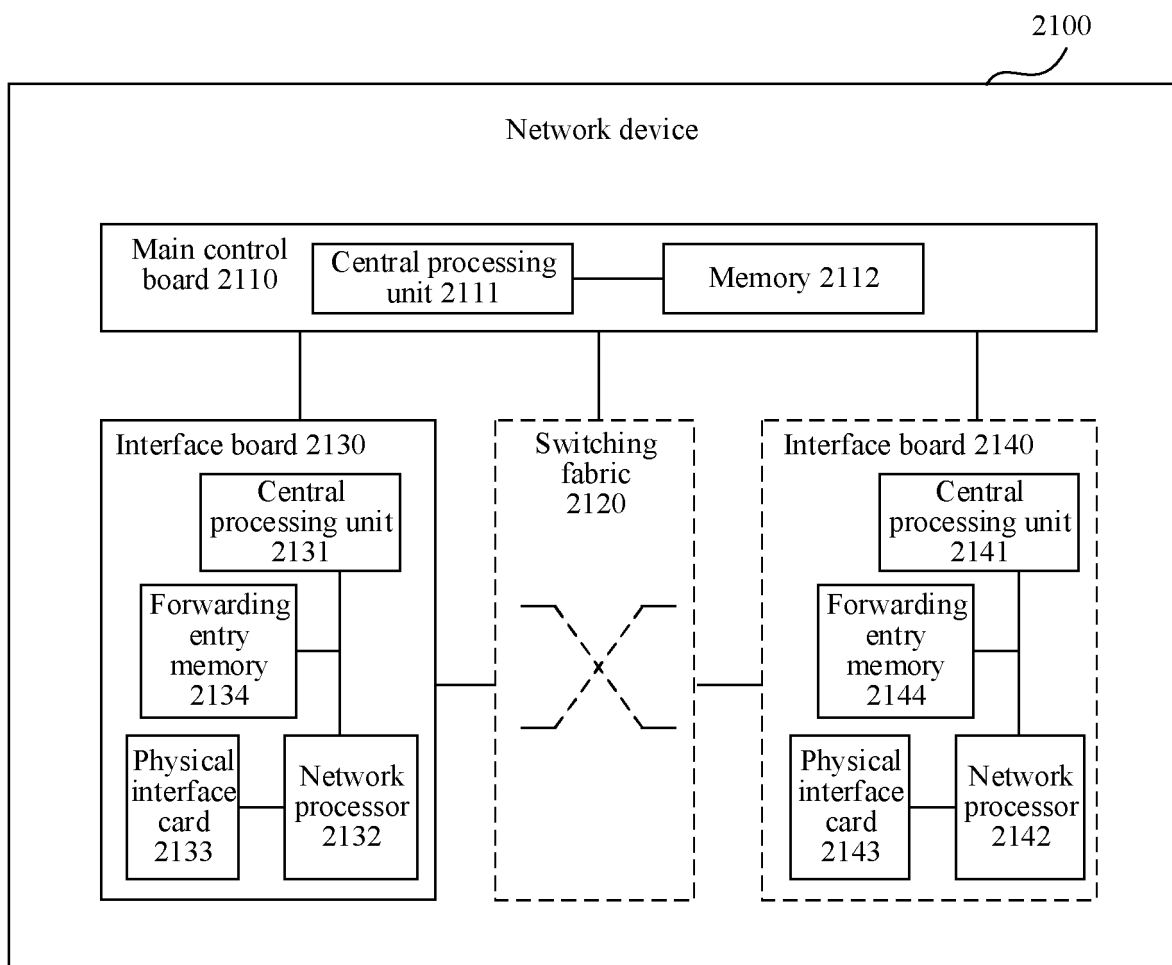 2100
Network device
Main control
board 2110
Central processing
unit 2111
Memory 2112
Interface board 2130
Central
processing unit
2131
Forwarding
entry
memory
2134
Physical
interface
card
2133
Network
processor
2132
Switching
fabric
2120
Interface board 2140
Central
processing unit
2141
Forwarding
entry
memory
2144
Physical
interface
card
2143
Network
processor
2142